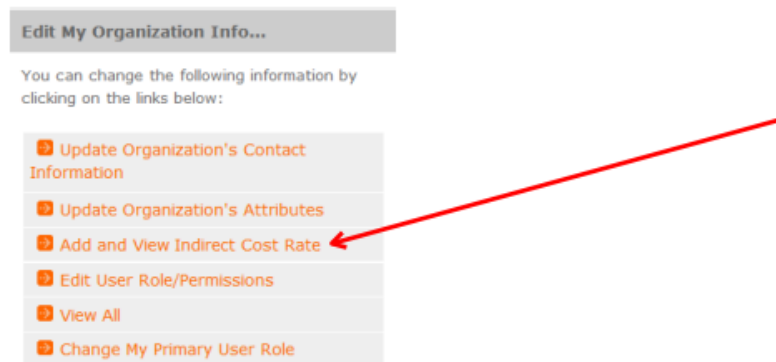 Edit My Organization Info...
You can change the following information by
clicking on the links below:
Update Organization's Contact
Information
Update Organization's Attributes
Add and View Indirect Cost Rate
Edit User Role/Permissions
View All
Change My Primary User Role